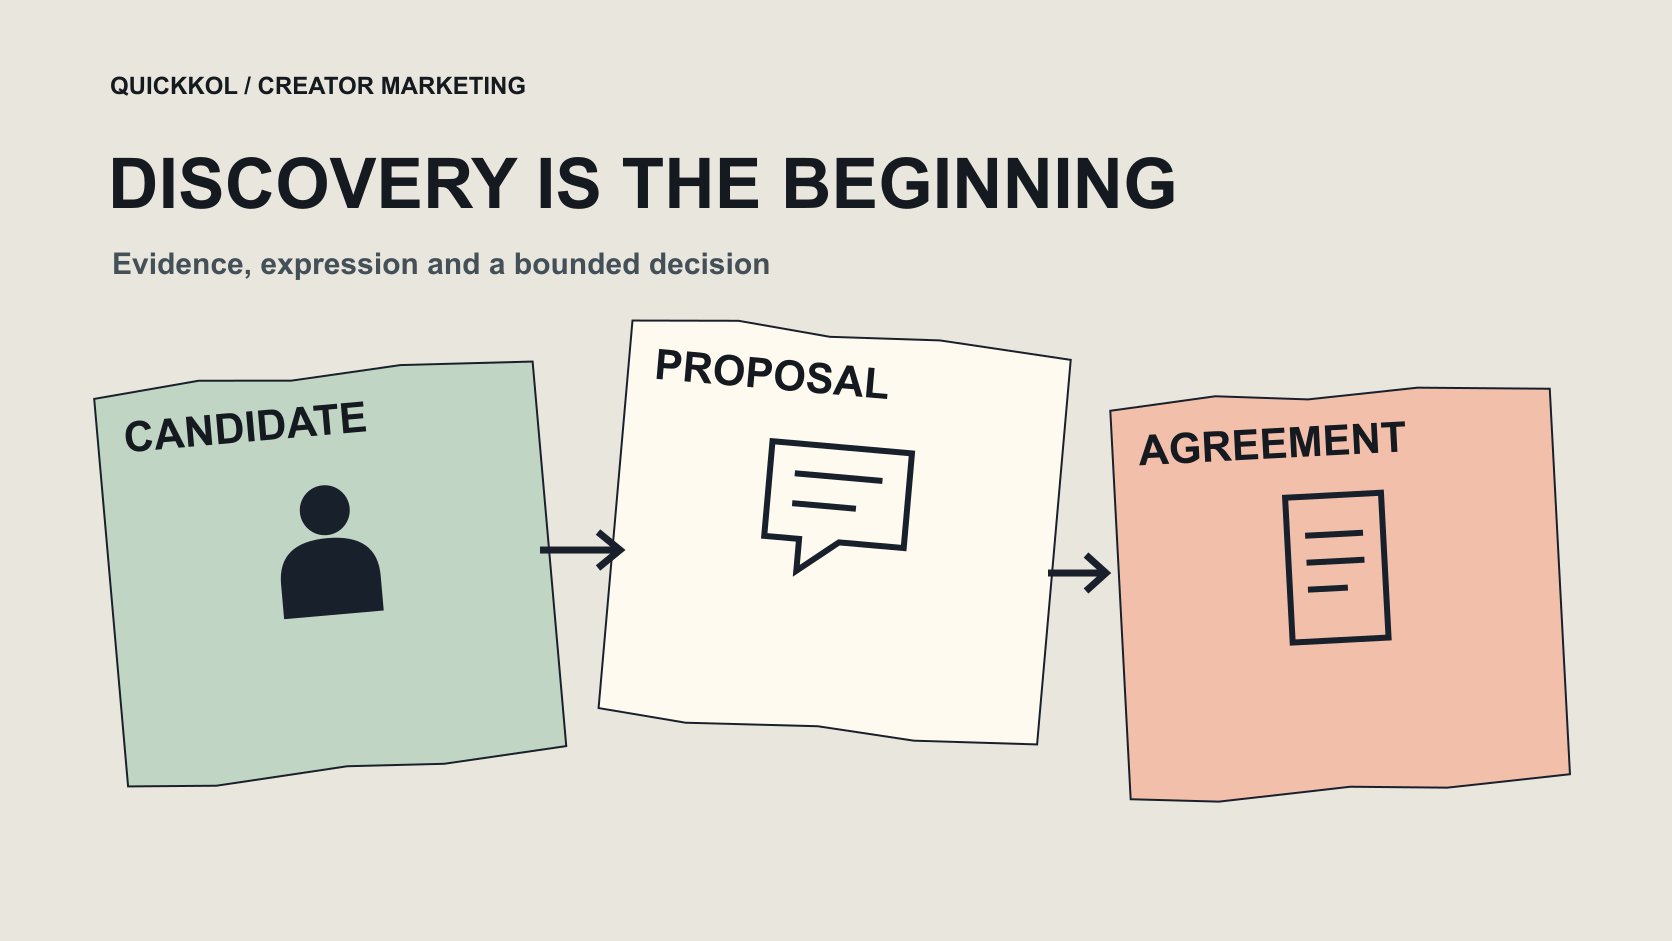 QUICKKOL / CREATOR MARKETING
DISCOVERY IS THE BEGINNING
Evidence, expression and a bounded decision
CANDIDATE
PROPOSAL
AGREEMENT